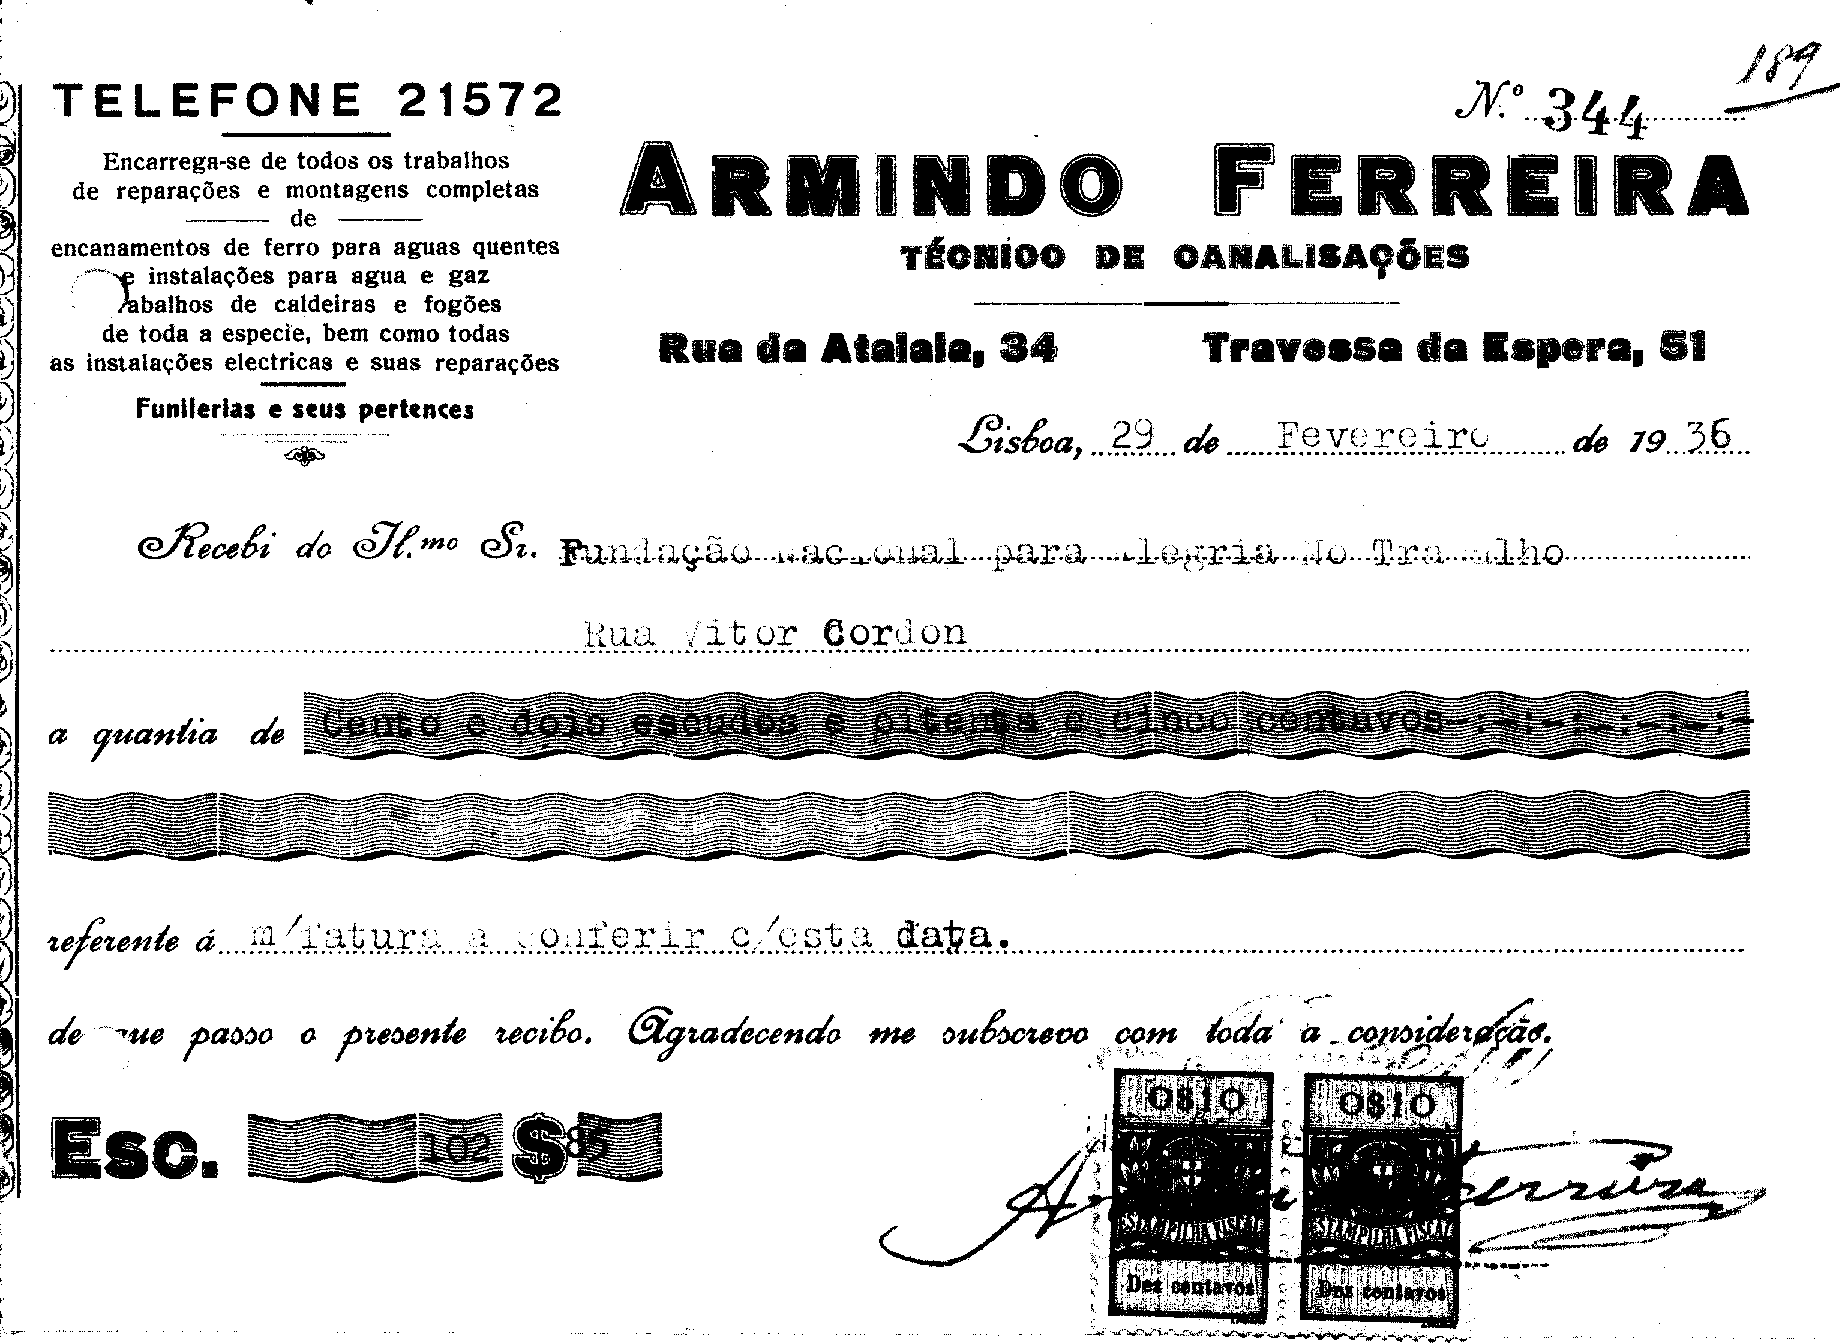 189
TELEFONE 21572
Encarrega-se de todos os trabalhos
de reparações e montagens completas
de
encanamentos de ferro para aguas quentes
e instalações para agua e gaz
abalhos de caldeiras e fogões
de toda a especie, bem como todas
as instalações electricas e suas reparações
Funilerias e seus pertences
N.º 344
ARMINDO FERREIRA
TÉCNICO DE CANALISAÇÕES
Rua da Atalaia, 34 Travessa da Espera, 51
Lisboa, 29 de Fevereiro de 1936
Recebi do Il.mo Sr. Fundação Nacional para Alegria No Trabalho
Rua Vitor Cordon
a quantia de Cento e dois escudos e oitenta e cinco centavos-:-:-:-:-:-:-
referente á m/fatura a conferir c/esta data.
de que passo o presente recibo. Agradecendo me subscrevo com toda a consideração.
Esc. 102 $ 85
0$10 0$10
ESTAMPILHA FISCAL ESTAMPILHA FISCAL
Dez centavos Dez centavos
Ferreira